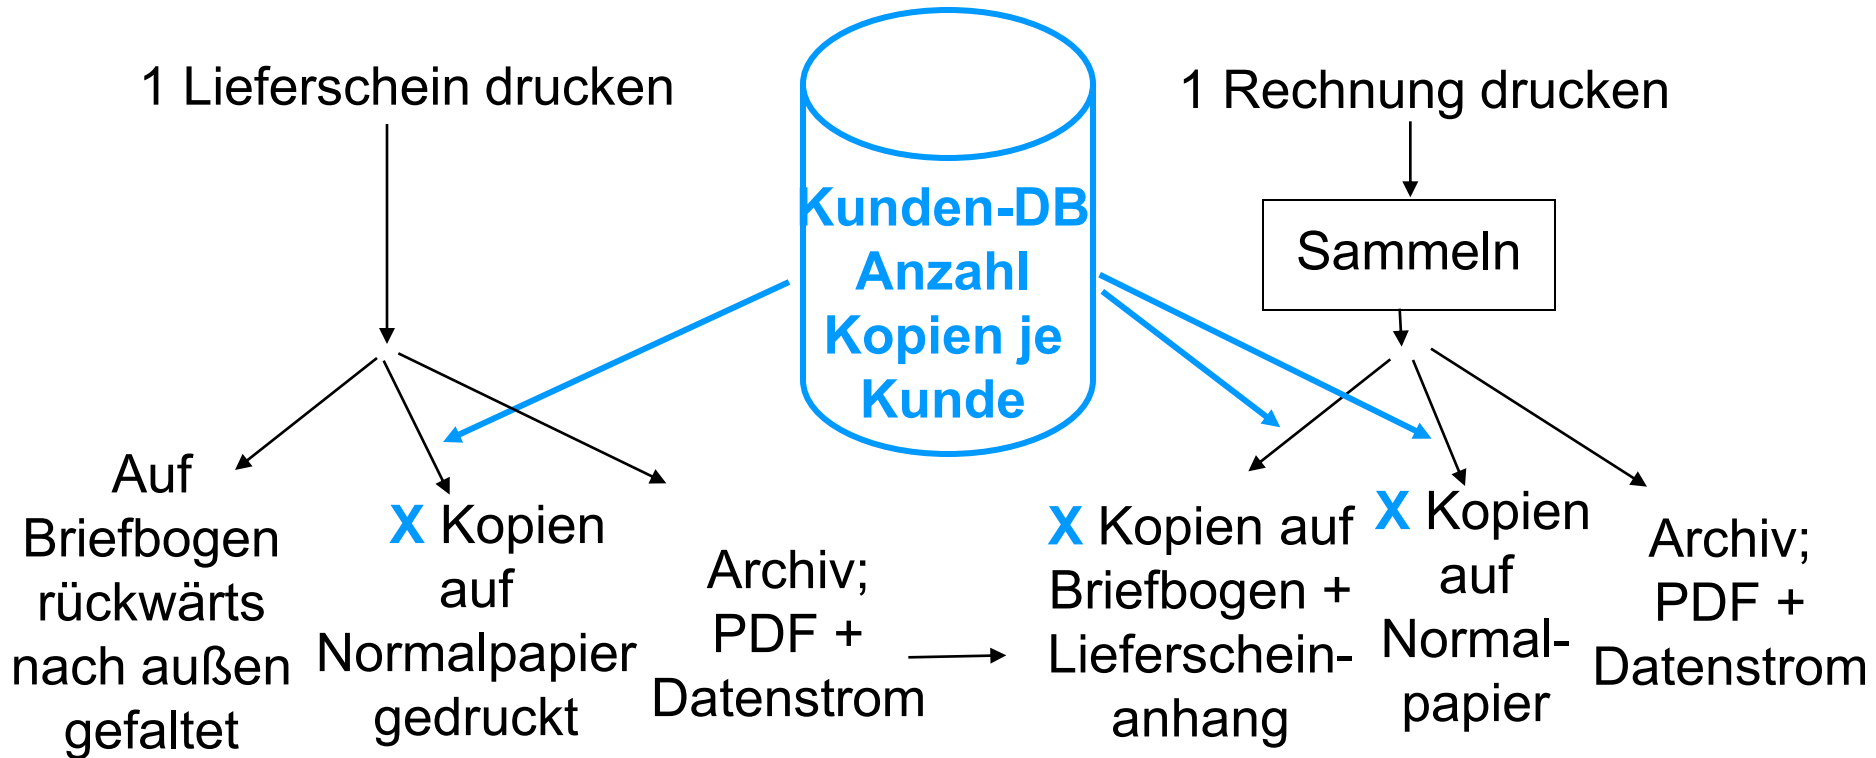 1 Lieferschein drucken
Kunden-DB
Anzahl
Kopien je
Kunde
1 Rechnung drucken
Sammeln
Auf
Briefbogen
rückwärts
nach außen
gefaltet
X Kopien
auf
Normalpapier
gedruckt
Archiv;
PDF +
Datenstrom
X Kopien auf
Briefbogen +
Lieferschein-
anhang
X Kopien
auf
Normal-
papier
Archiv;
PDF +
Datenstrom